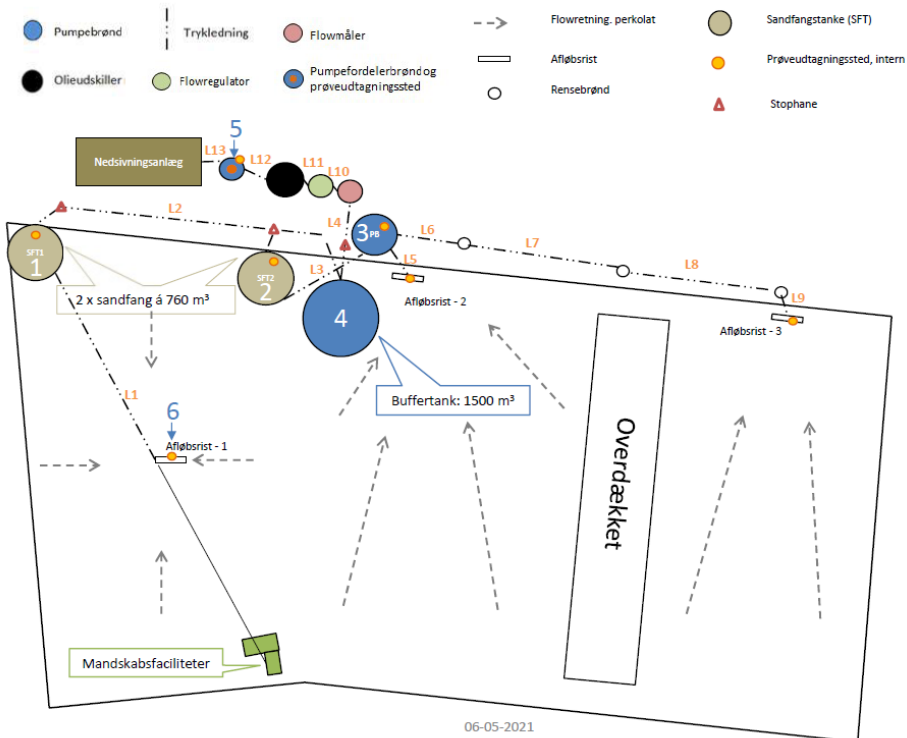 Pumpebrønd
Trykledning
Flowmåler
Flowretning. perkolat
Sandfangstanke (SFT)
Olieudskiller
Flowregulator
Pumpefordelerbrønd og
prøveudtagningssted
Afløbsrist
Prøveudtagningssted, intern
Rensebrønd
Stophane
5
Nedsivningsanlæg
L13
L12
L11
L10
L2
L4
3 PB
L6
L7
L8
L9
SFT1
1
SFT2
2
L3
L5
Afløbsrist - 2
Afløbsrist - 3
2 x sandfang á 760 m³
4
Buffertank: 1500 m³
L1
6
Afløbsrist - 1
Overdækket
Mandskabsfaciliteter
06-05-2021